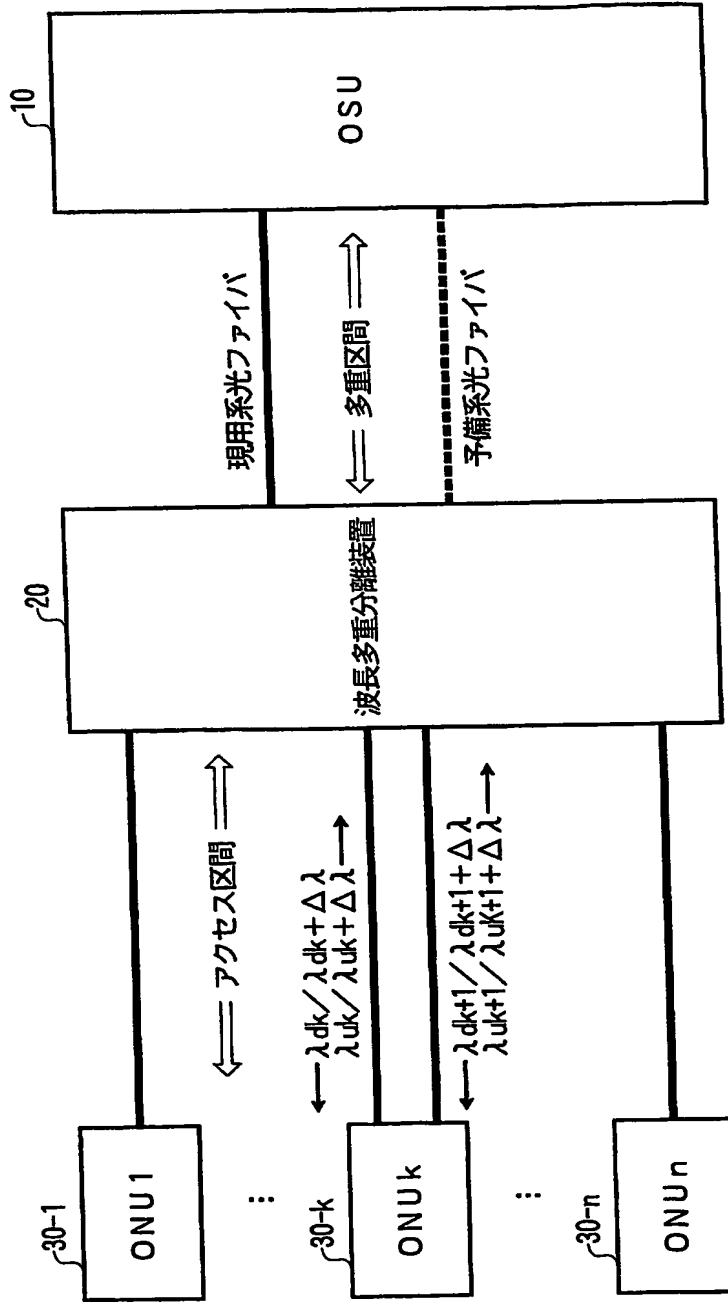 10
OSU
現用系光ファイバ
多重区間
予備系光ファイバ
20
波長多重分離装置
アクセス区間
←λdk/λdk+Δλ
λuk/λuk+Δλ→
←λdk+1/λdk+1+Δλ
λuk+1/λuK+1+Δλ→
30-1
ONU1
⋮
30-k
ONUk
⋮
30-n
ONUn